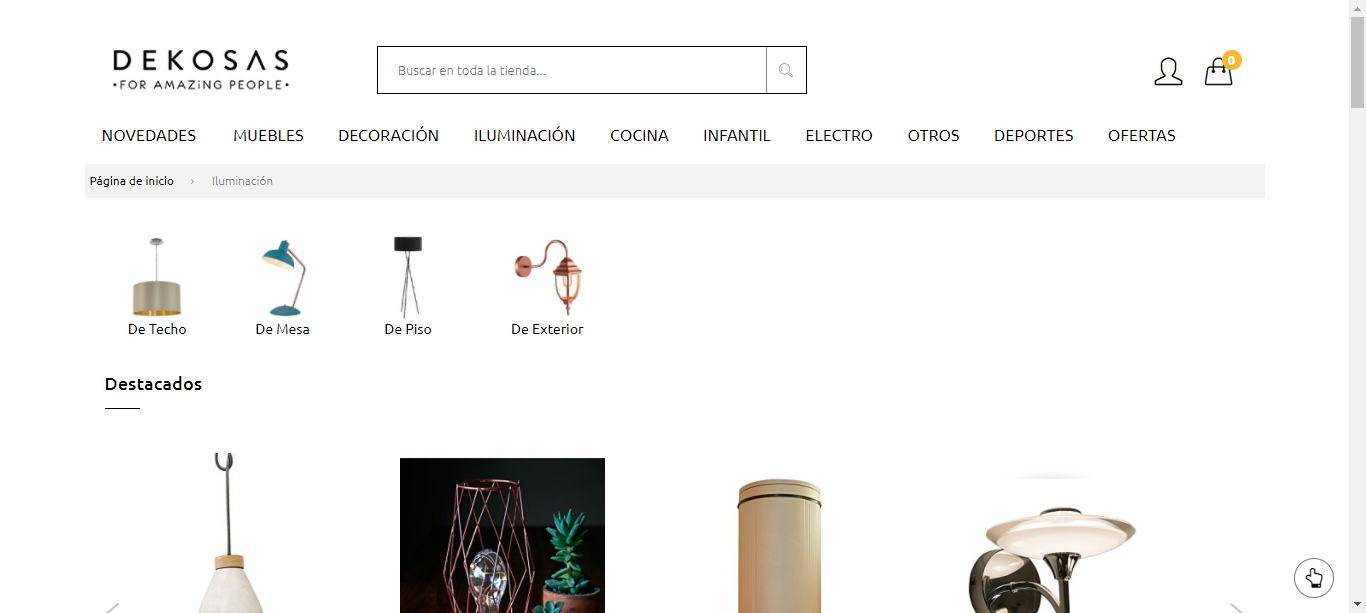 DEKOSAS
•FOR AMAZiNG PEOPLE•
Buscar en toda la tienda...
0
NOVEDADES MUEBLES DECORACIÓN ILUMINACIÓN COCINA INFANTIL ELECTRO OTROS DEPORTES OFERTAS
Página de inicio › Iluminación
De Techo De Mesa De Piso De Exterior
Destacados